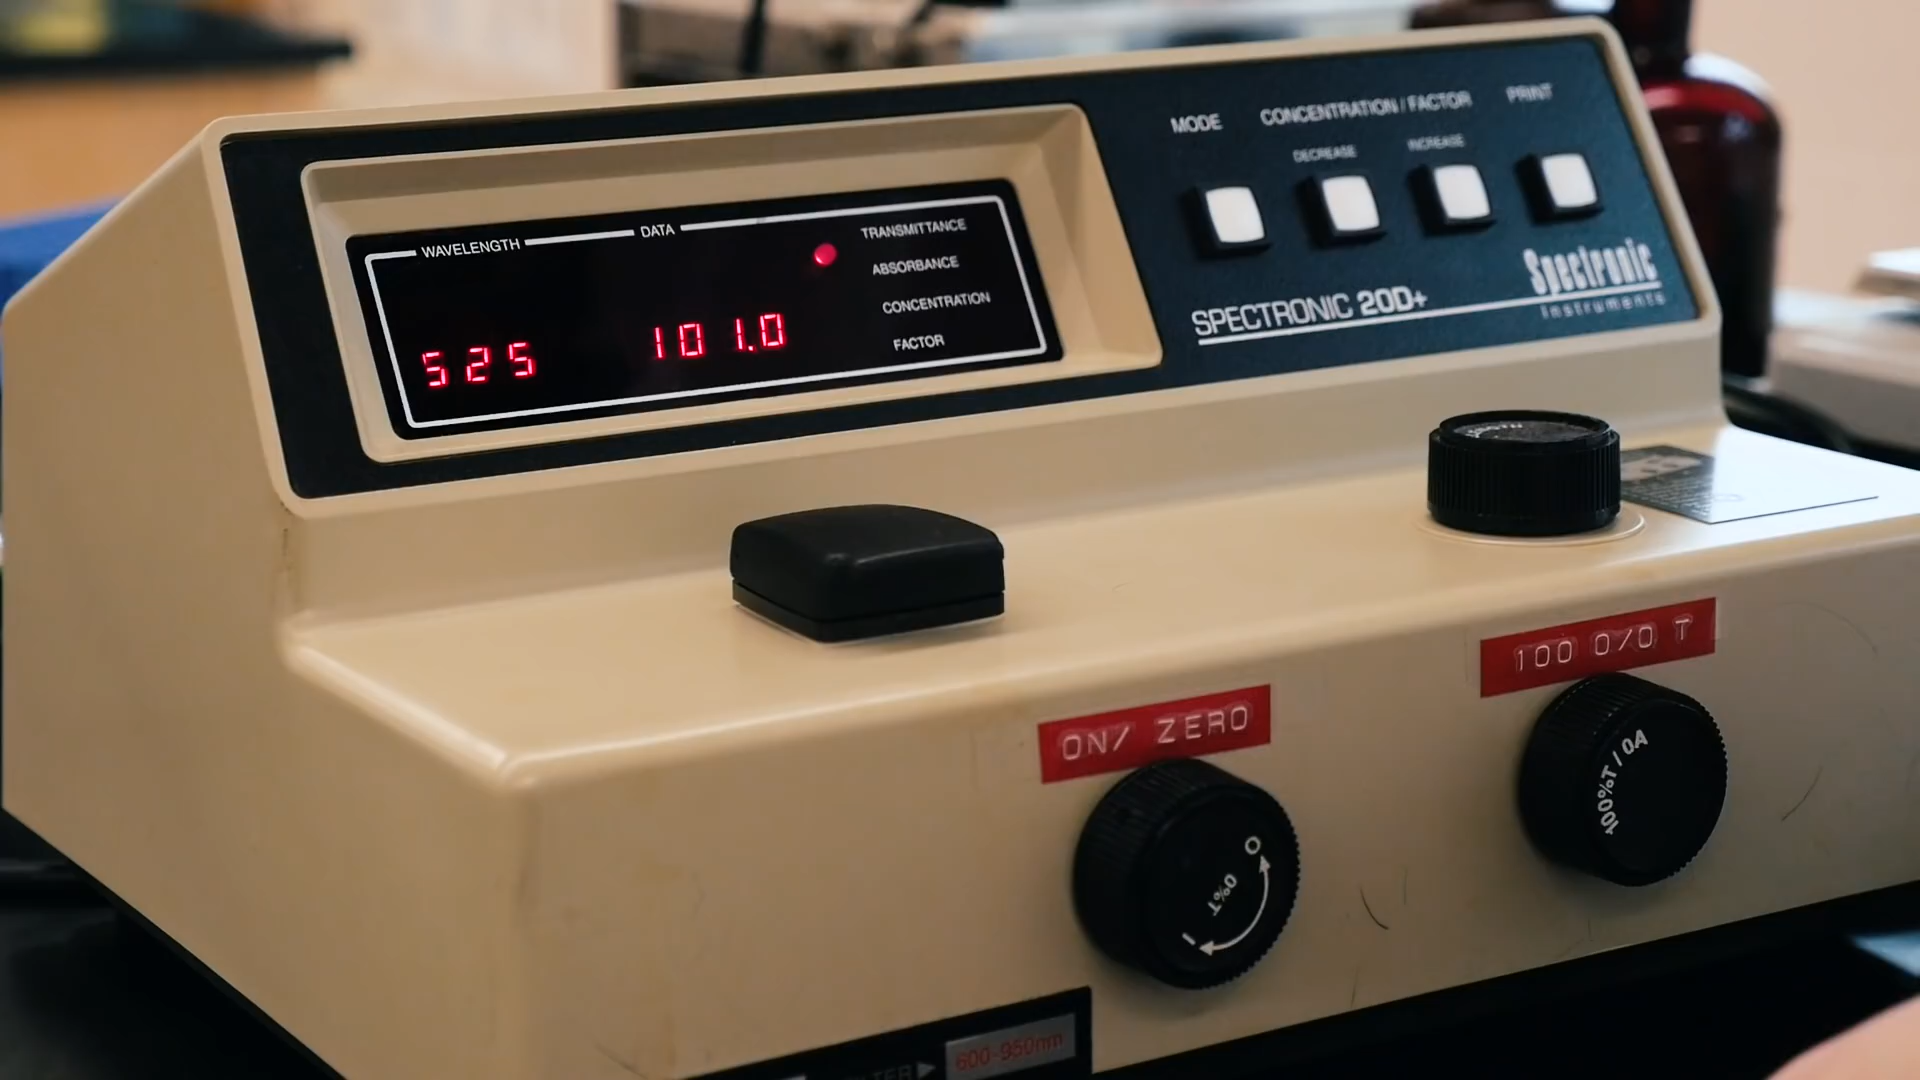 MODE
CONCENTRATION / FACTOR
PRINT
DECREASE
INCREASE
WAVELENGTH
DATA
TRANSMITTANCE
ABSORBANCE
CONCENTRATION
FACTOR
525
101.0
Spectronic
Instruments
SPECTRONIC 20D+
100 0/0 T
100%T / 0A
ON/ ZERO
O
0%T
I
600-950nm